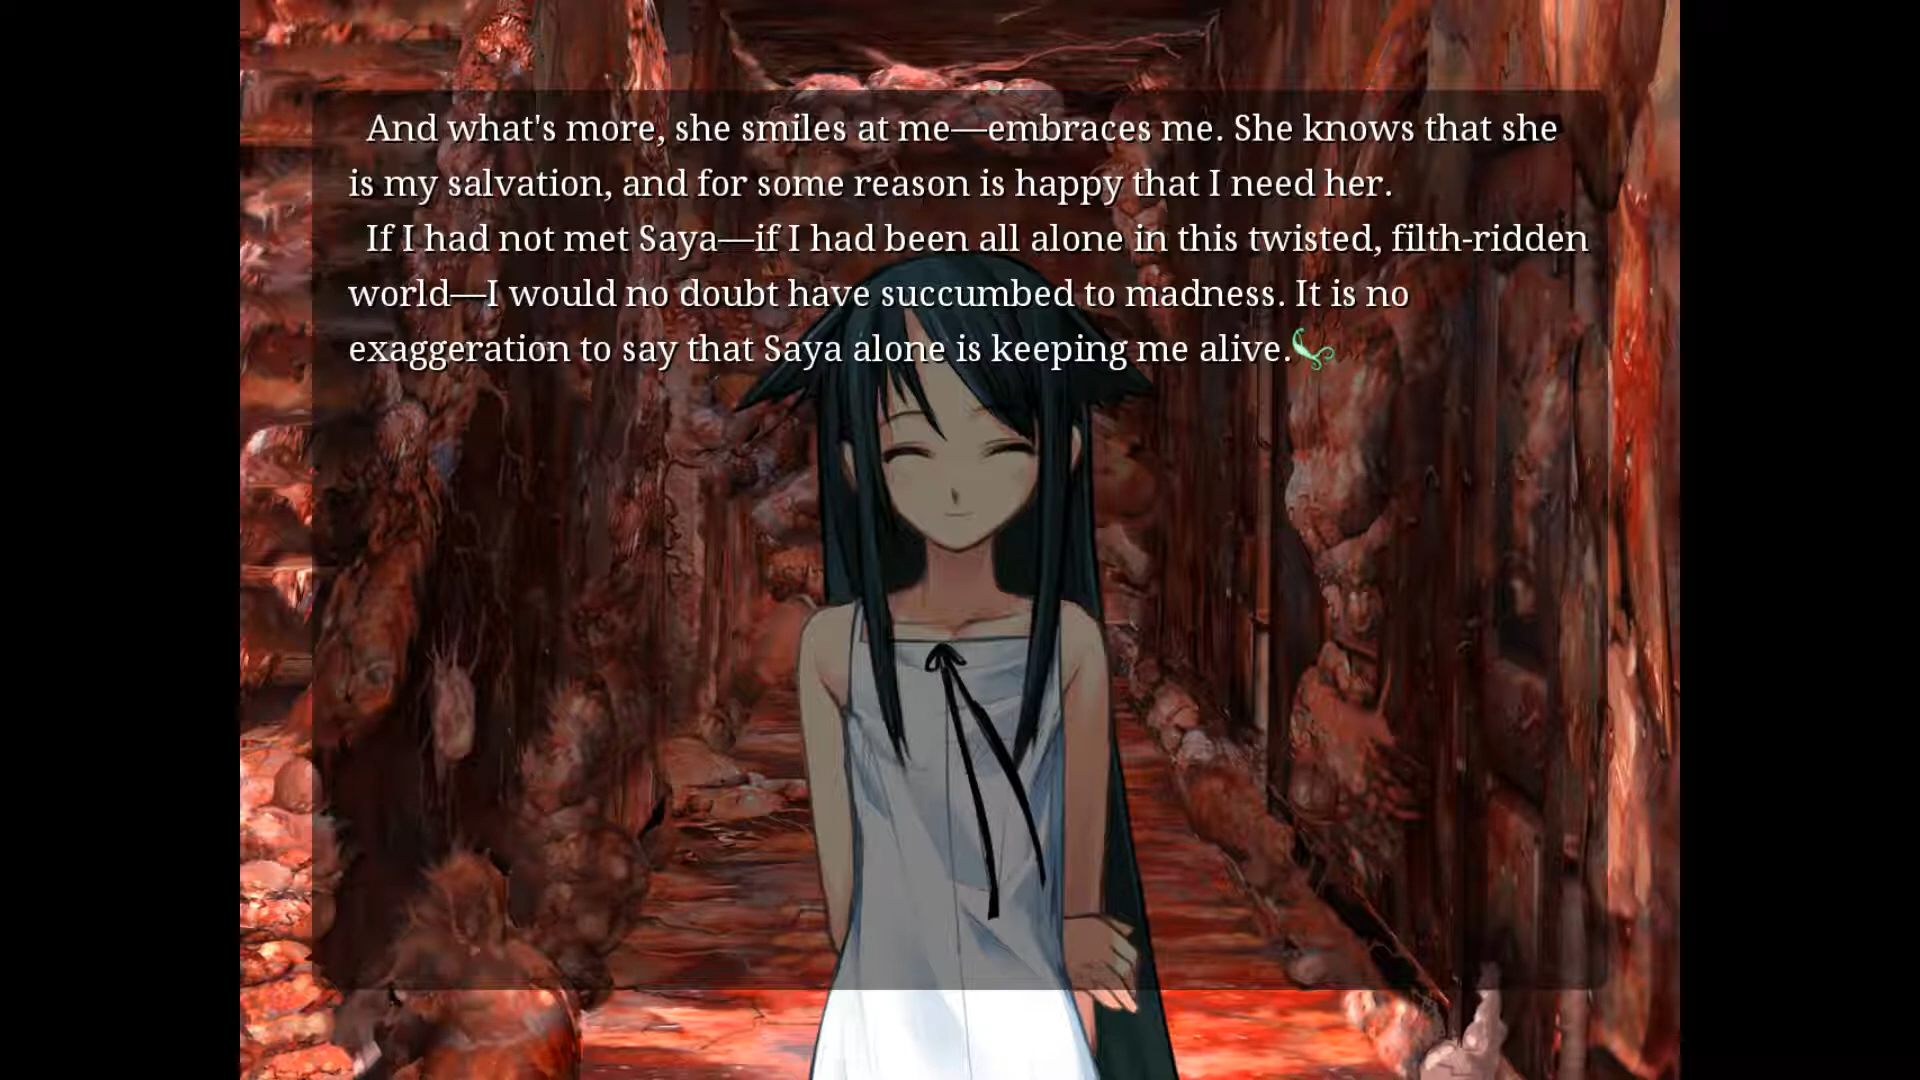 And what's more, she smiles at me—embraces me. She knows that she
is my salvation, and for some reason is happy that I need her.
If I had not met Saya—if I had been all alone in this twisted, filth-ridden
world—I would no doubt have succumbed to madness. It is no
exaggeration to say that Saya alone is keeping me alive.